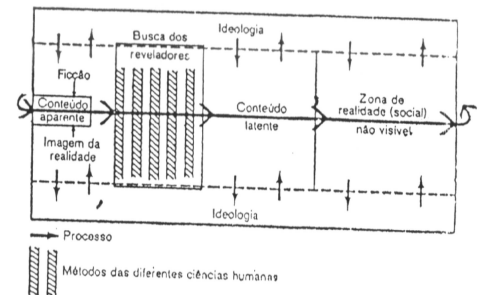 Ideologia
Busca dos
reveladores
Ficção
Conteúdo
aparente
Imagem da
realidade
Conteúdo
latente
Zona de
realidade (social)
não visível
Ideologia
Processo
Métodos das diferentes ciências humanas